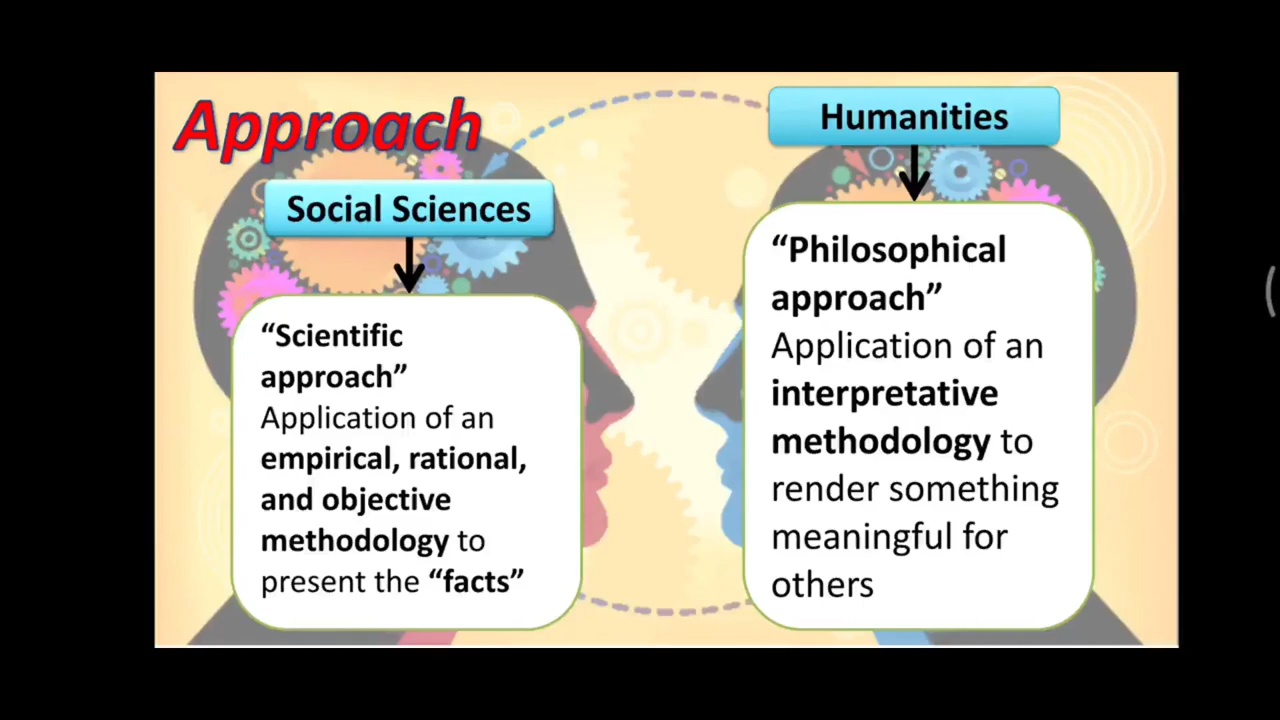 Approach
Social Sciences
“Scientific
approach”
Application of an
empirical, rational,
and objective
methodology to
present the “facts”
Humanities
“Philosophical
approach”
Application of an
interpretative
methodology to
render something
meaningful for
others